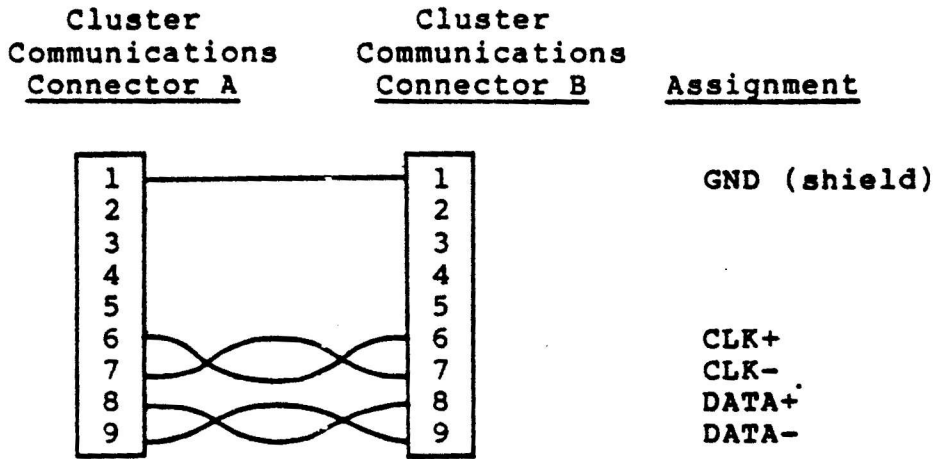 Cluster Cluster
Communications Communications
Connector A Connector B Assignment
1 1 GND (shield)
2 2
3 3
4 4
5 5
6 6 CLK+
7 7 CLK-
8 8 DATA+
9 9 DATA-